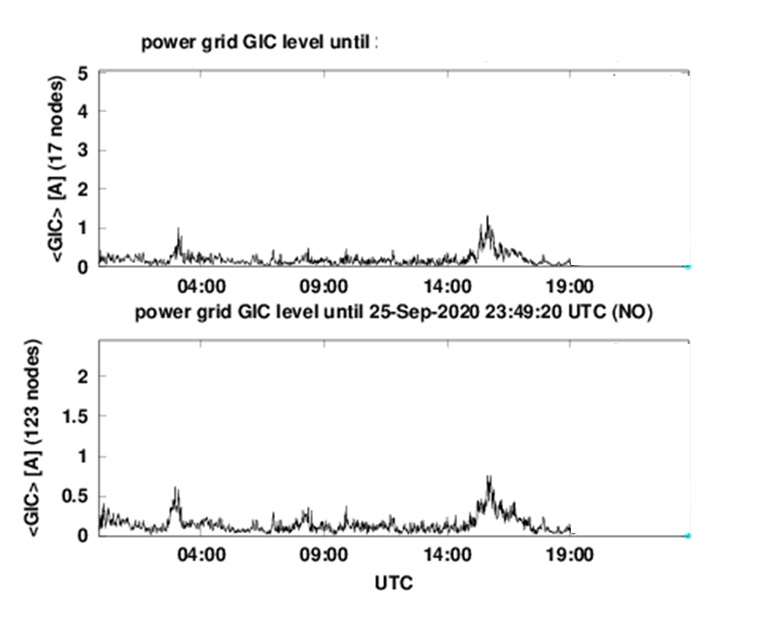 power grid GIC level until :
<GIC> [A] (17 nodes)
5
4
3
2
1
0
04:00 09:00 14:00 19:00
power grid GIC level until 25-Sep-2020 23:49:20 UTC (NO)
<GIC> [A] (123 nodes)
2
1.5
1
0.5
0
04:00 09:00 14:00 19:00
UTC